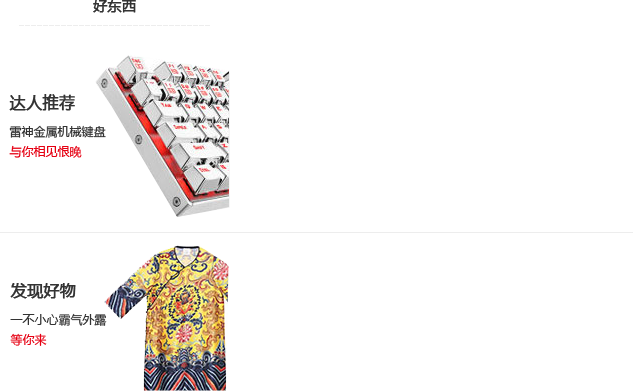 好东西
达人推荐
雷神金属机械键盘
与你相见恨晚
发现好物
一不小心霸气外露
等你来